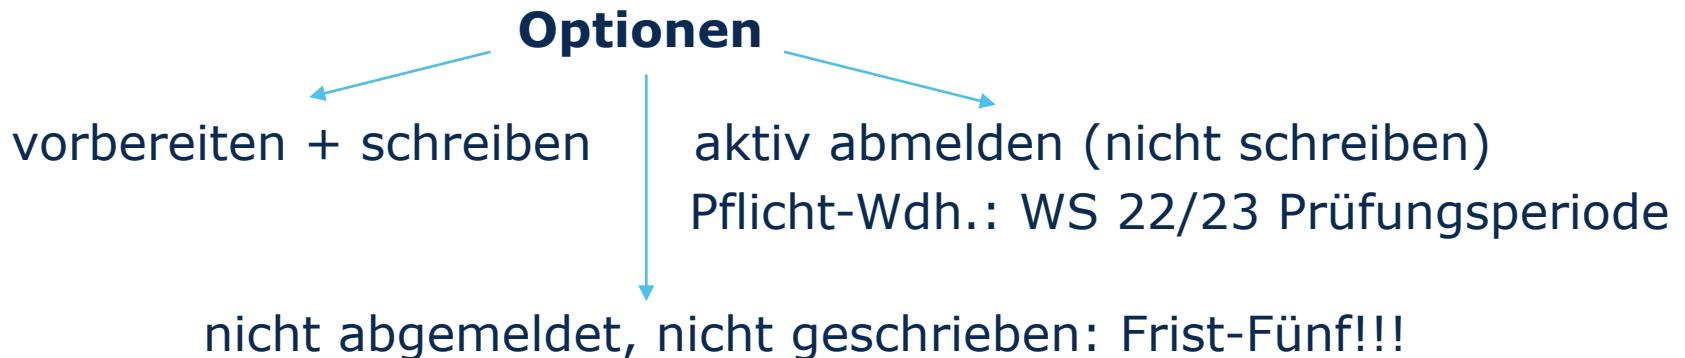 Optionen
vorbereiten + schreiben
aktiv abmelden (nicht schreiben)
Pflicht-Wdh.: WS 22/23 Prüfungsperiode
nicht abgemeldet, nicht geschrieben: Frist-Fünf!!!